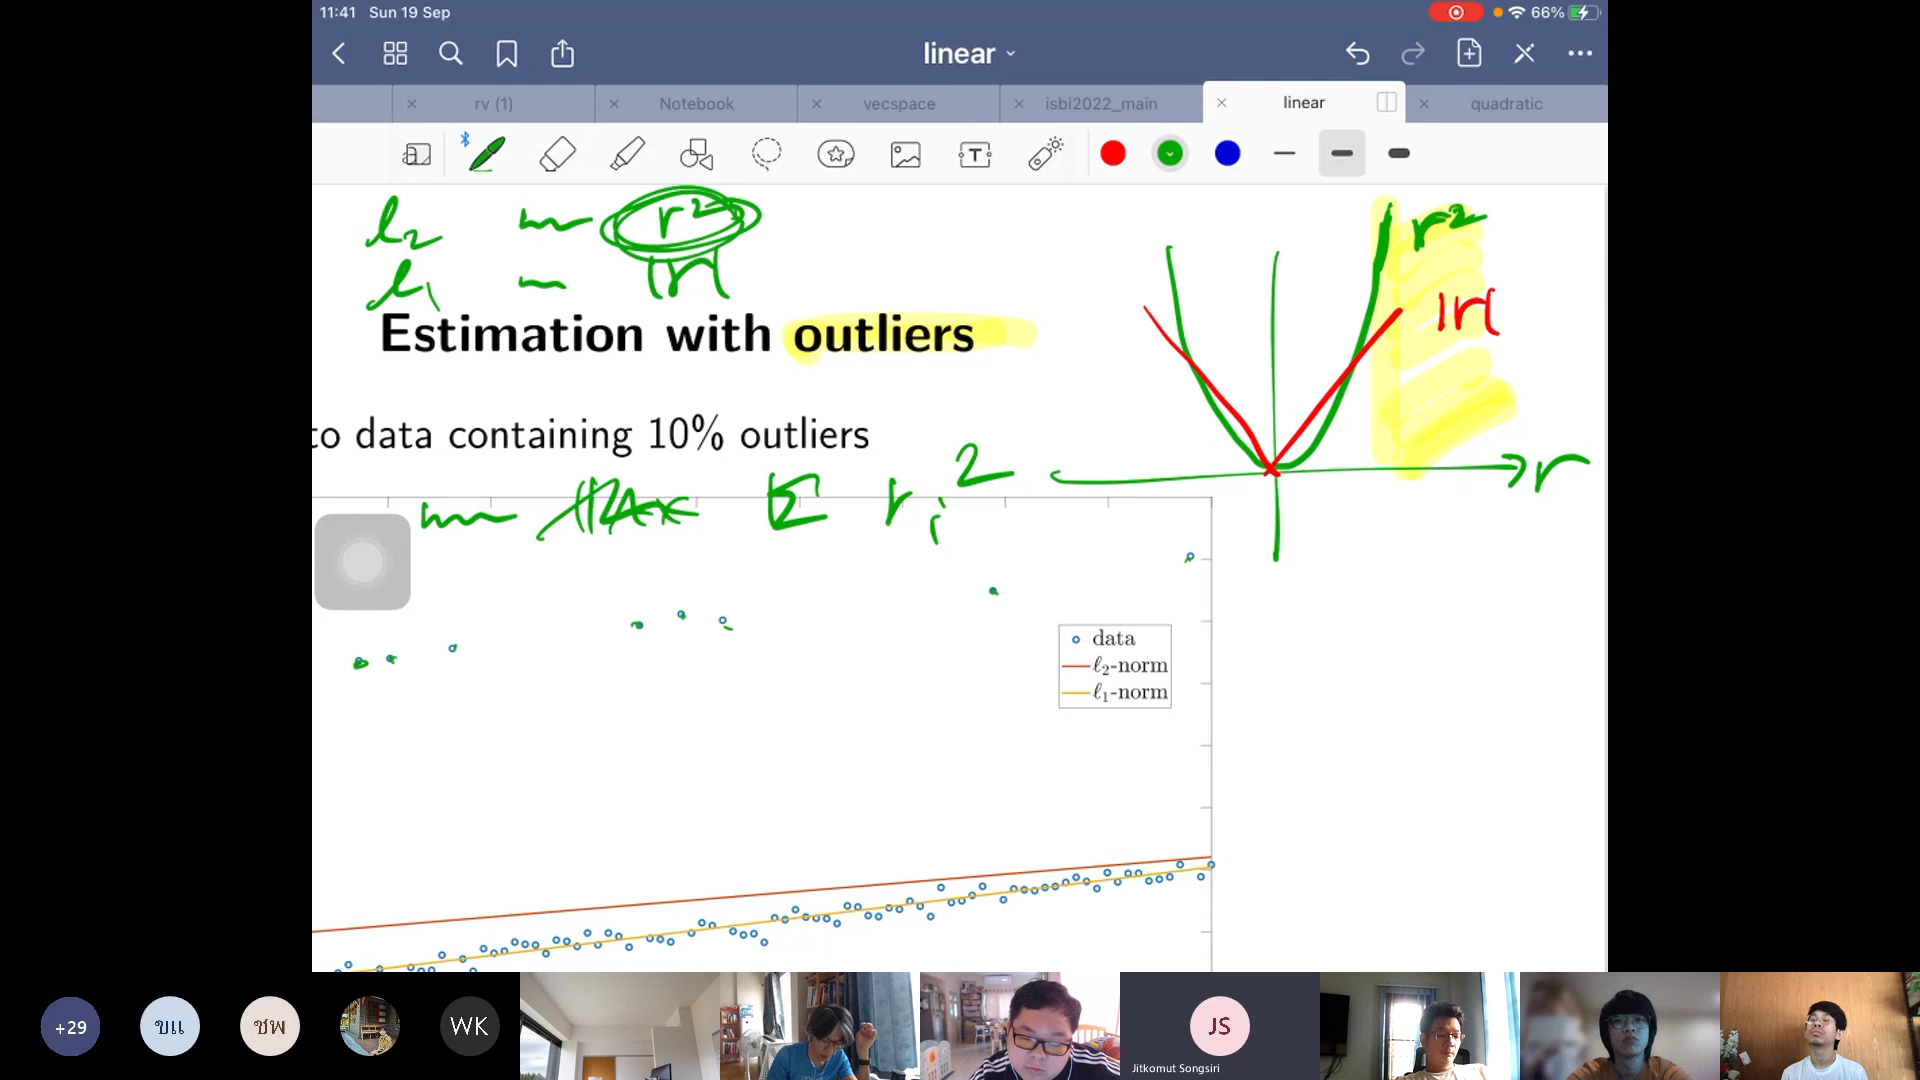 11:41 Sun 19 Sep
66%
linear
rv (1)
Notebook
vecspace
isbi2022_main
linear
quadratic
ℓ2 r²
ℓ1 |r|
r²
|r|
Estimation with outliers
to data containing 10% outliers
Σ ri²
r
data
ℓ2-norm
ℓ1-norm
+29
ขแ
ชพ
WK
JS
Jitkomut Songsiri